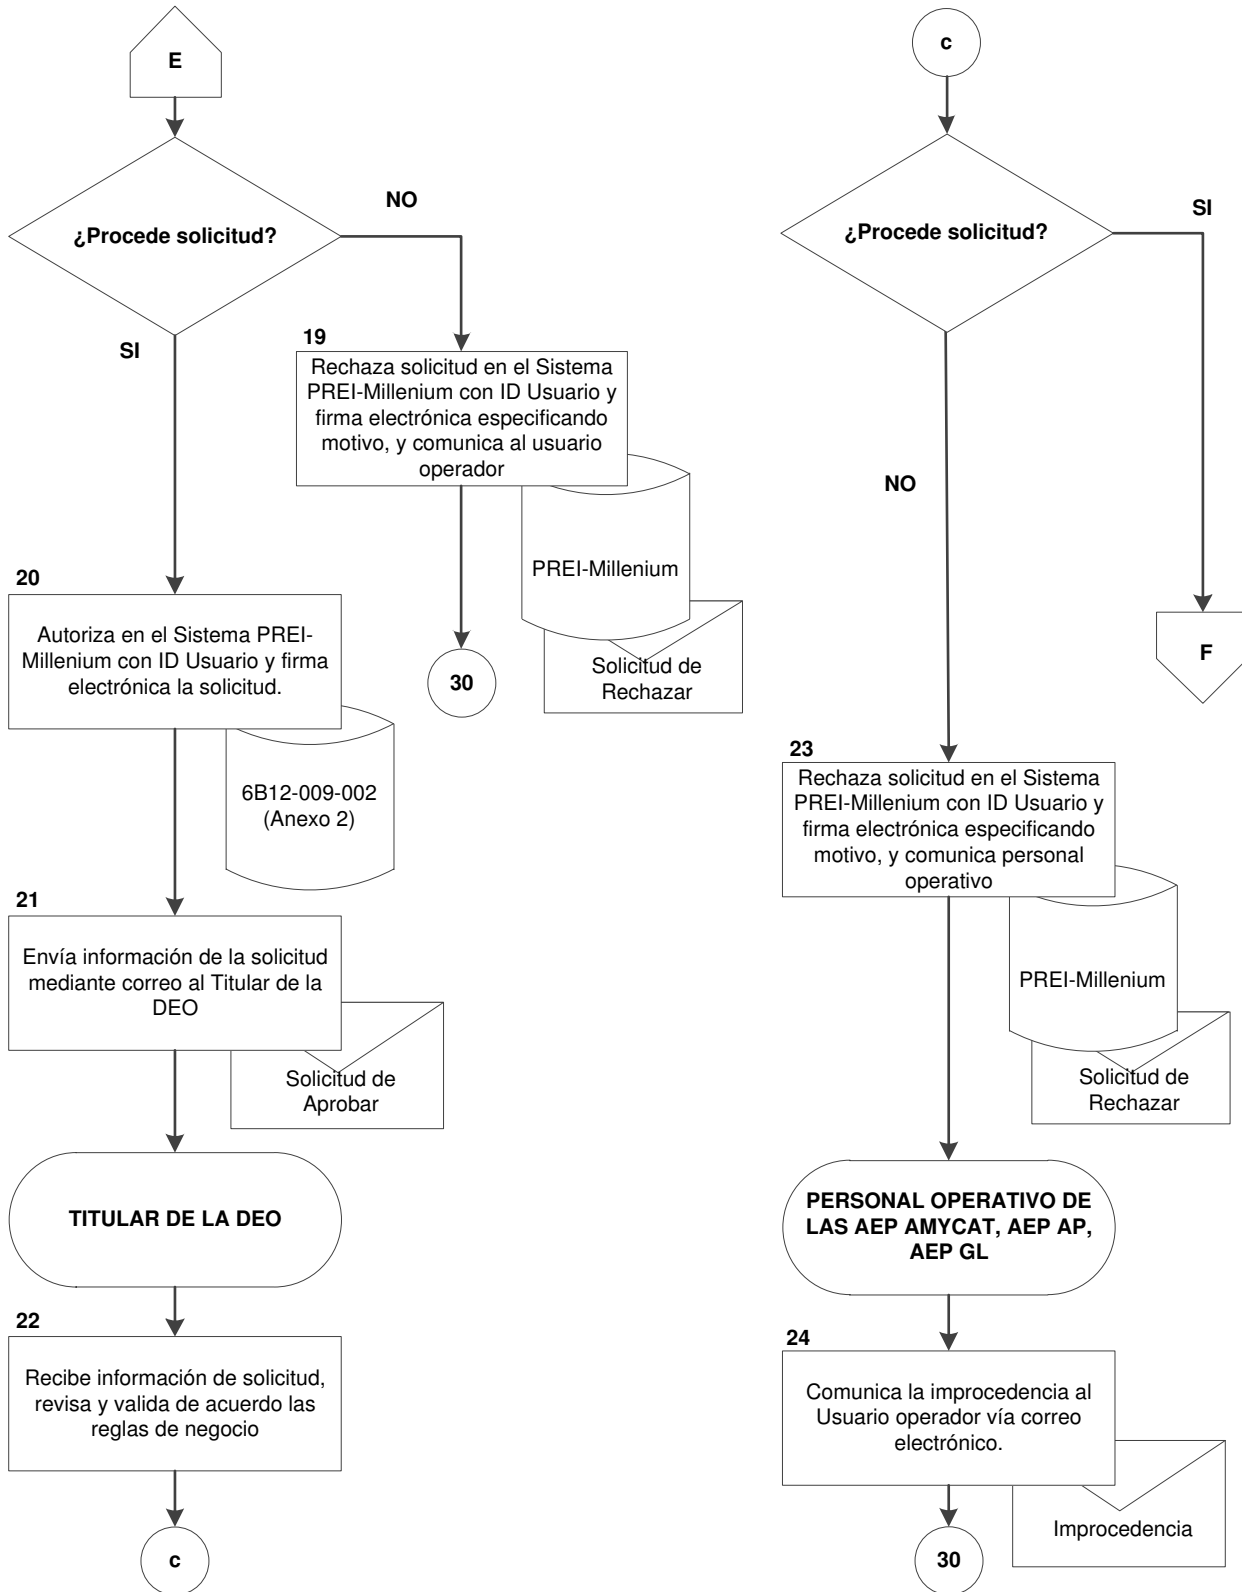 E
¿Procede solicitud?
NO
SI
19
Rechaza solicitud en el Sistema
PREI-Millenium con ID Usuario y
firma electrónica especificando
motivo, y comunica al usuario
operador
PREI-Millenium
Solicitud de
Rechazar
30
20
Autoriza en el Sistema PREI-
Millenium con ID Usuario y firma
electrónica la solicitud.
6B12-009-002
(Anexo 2)
21
Envía información de la solicitud
mediante correo al Titular de la
DEO
Solicitud de
Aprobar
TITULAR DE LA DEO
22
Recibe información de solicitud,
revisa y valida de acuerdo las
reglas de negocio
c
c
¿Procede solicitud?
SI
NO
F
23
Rechaza solicitud en el Sistema
PREI-Millenium con ID Usuario y
firma electrónica especificando
motivo, y comunica personal
operativo
PREI-Millenium
Solicitud de
Rechazar
PERSONAL OPERATIVO DE
LAS AEP AMYCAT, AEP AP,
AEP GL
24
Comunica la improcedencia al
Usuario operador vía correo
electrónico.
Improcedencia
30